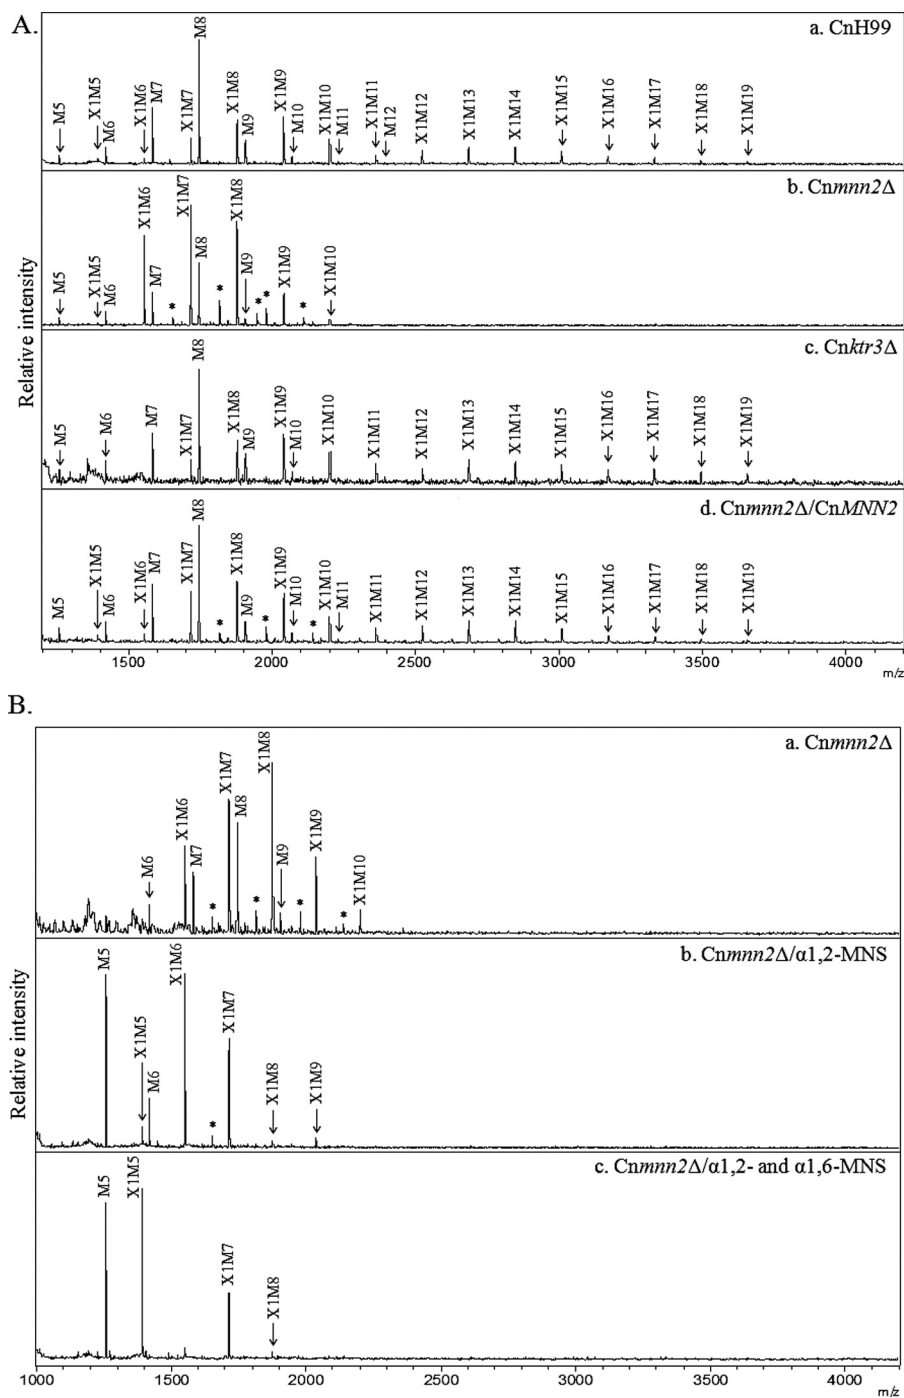 A.
a. CnH99
M5
X1M5
M6
X1M6
M7
X1M7
M8
X1M8
M9
X1M9
M10
X1M10
M11
X1M11
M12
X1M12
X1M13
X1M14
X1M15
X1M16
X1M17
X1M18
X1M19
b. Cnmnn2Δ
M5
X1M5
M6
X1M6
M7
*
X1M7
M8
*
X1M8
M9
*
*
X1M9
*
X1M10
Relative intensity
c. Cnktr3Δ
M5
M6
M7
X1M7
M8
X1M8
M9
X1M9
M10
X1M10
X1M11
X1M12
X1M13
X1M14
X1M15
X1M16
X1M17
X1M18
X1M19
d. Cnmnn2Δ/CnMNN2
M5
X1M5
M6
X1M6
M7
X1M7
M8
*
X1M8
M9
*
X1M9
M10
*
X1M10
M11
X1M11
X1M12
X1M13
X1M14
X1M15
X1M16
X1M17
X1M18
X1M19
1500 2000 2500 3000 3500 4000
m/z
B.
a. Cnmnn2Δ
M6
X1M6
M7
*
X1M7
M8
*
X1M8
M9
*
X1M9
*
X1M10
Relative intensity
b. Cnmnn2Δ/α1,2-MNS
M5
X1M5
M6
X1M6
*
X1M7
X1M8
X1M9
c. Cnmnn2Δ/α1,2- and α1,6-MNS
M5
X1M5
X1M7
X1M8
1000 1500 2000 2500 3000 3500 4000
m/z